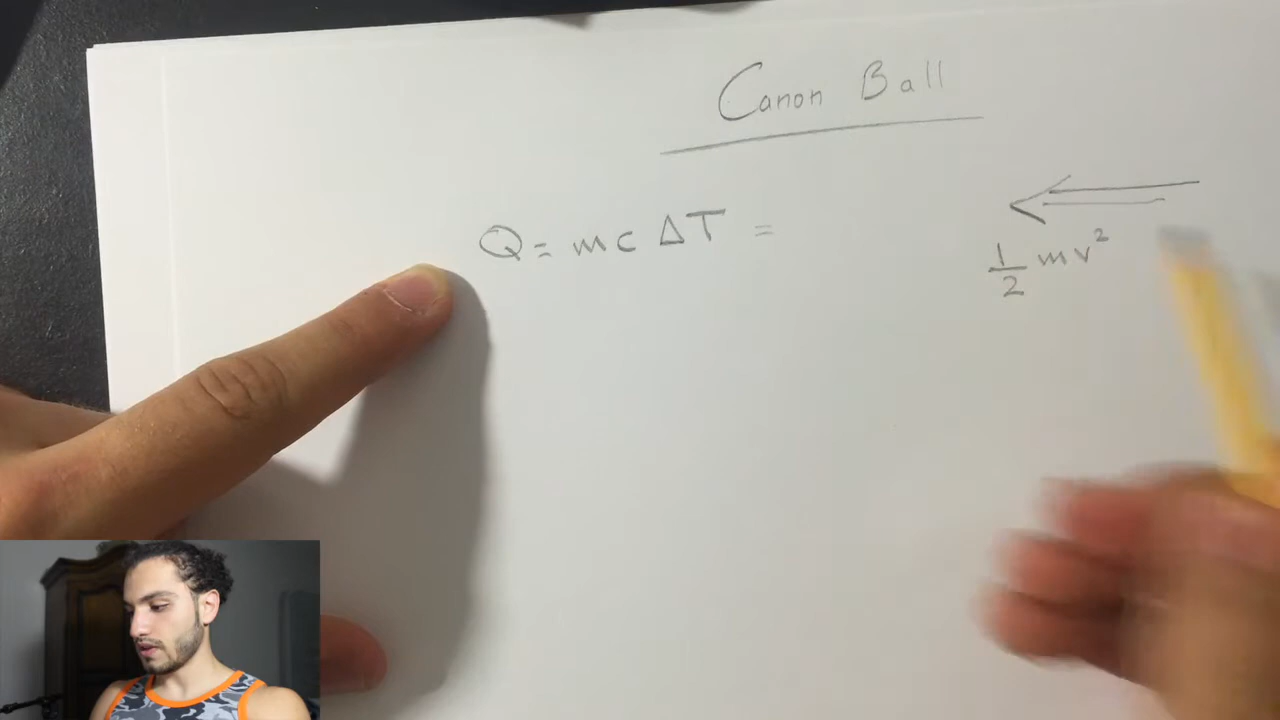 Canon Ball
Q = mc ΔT =
1/2 mv²